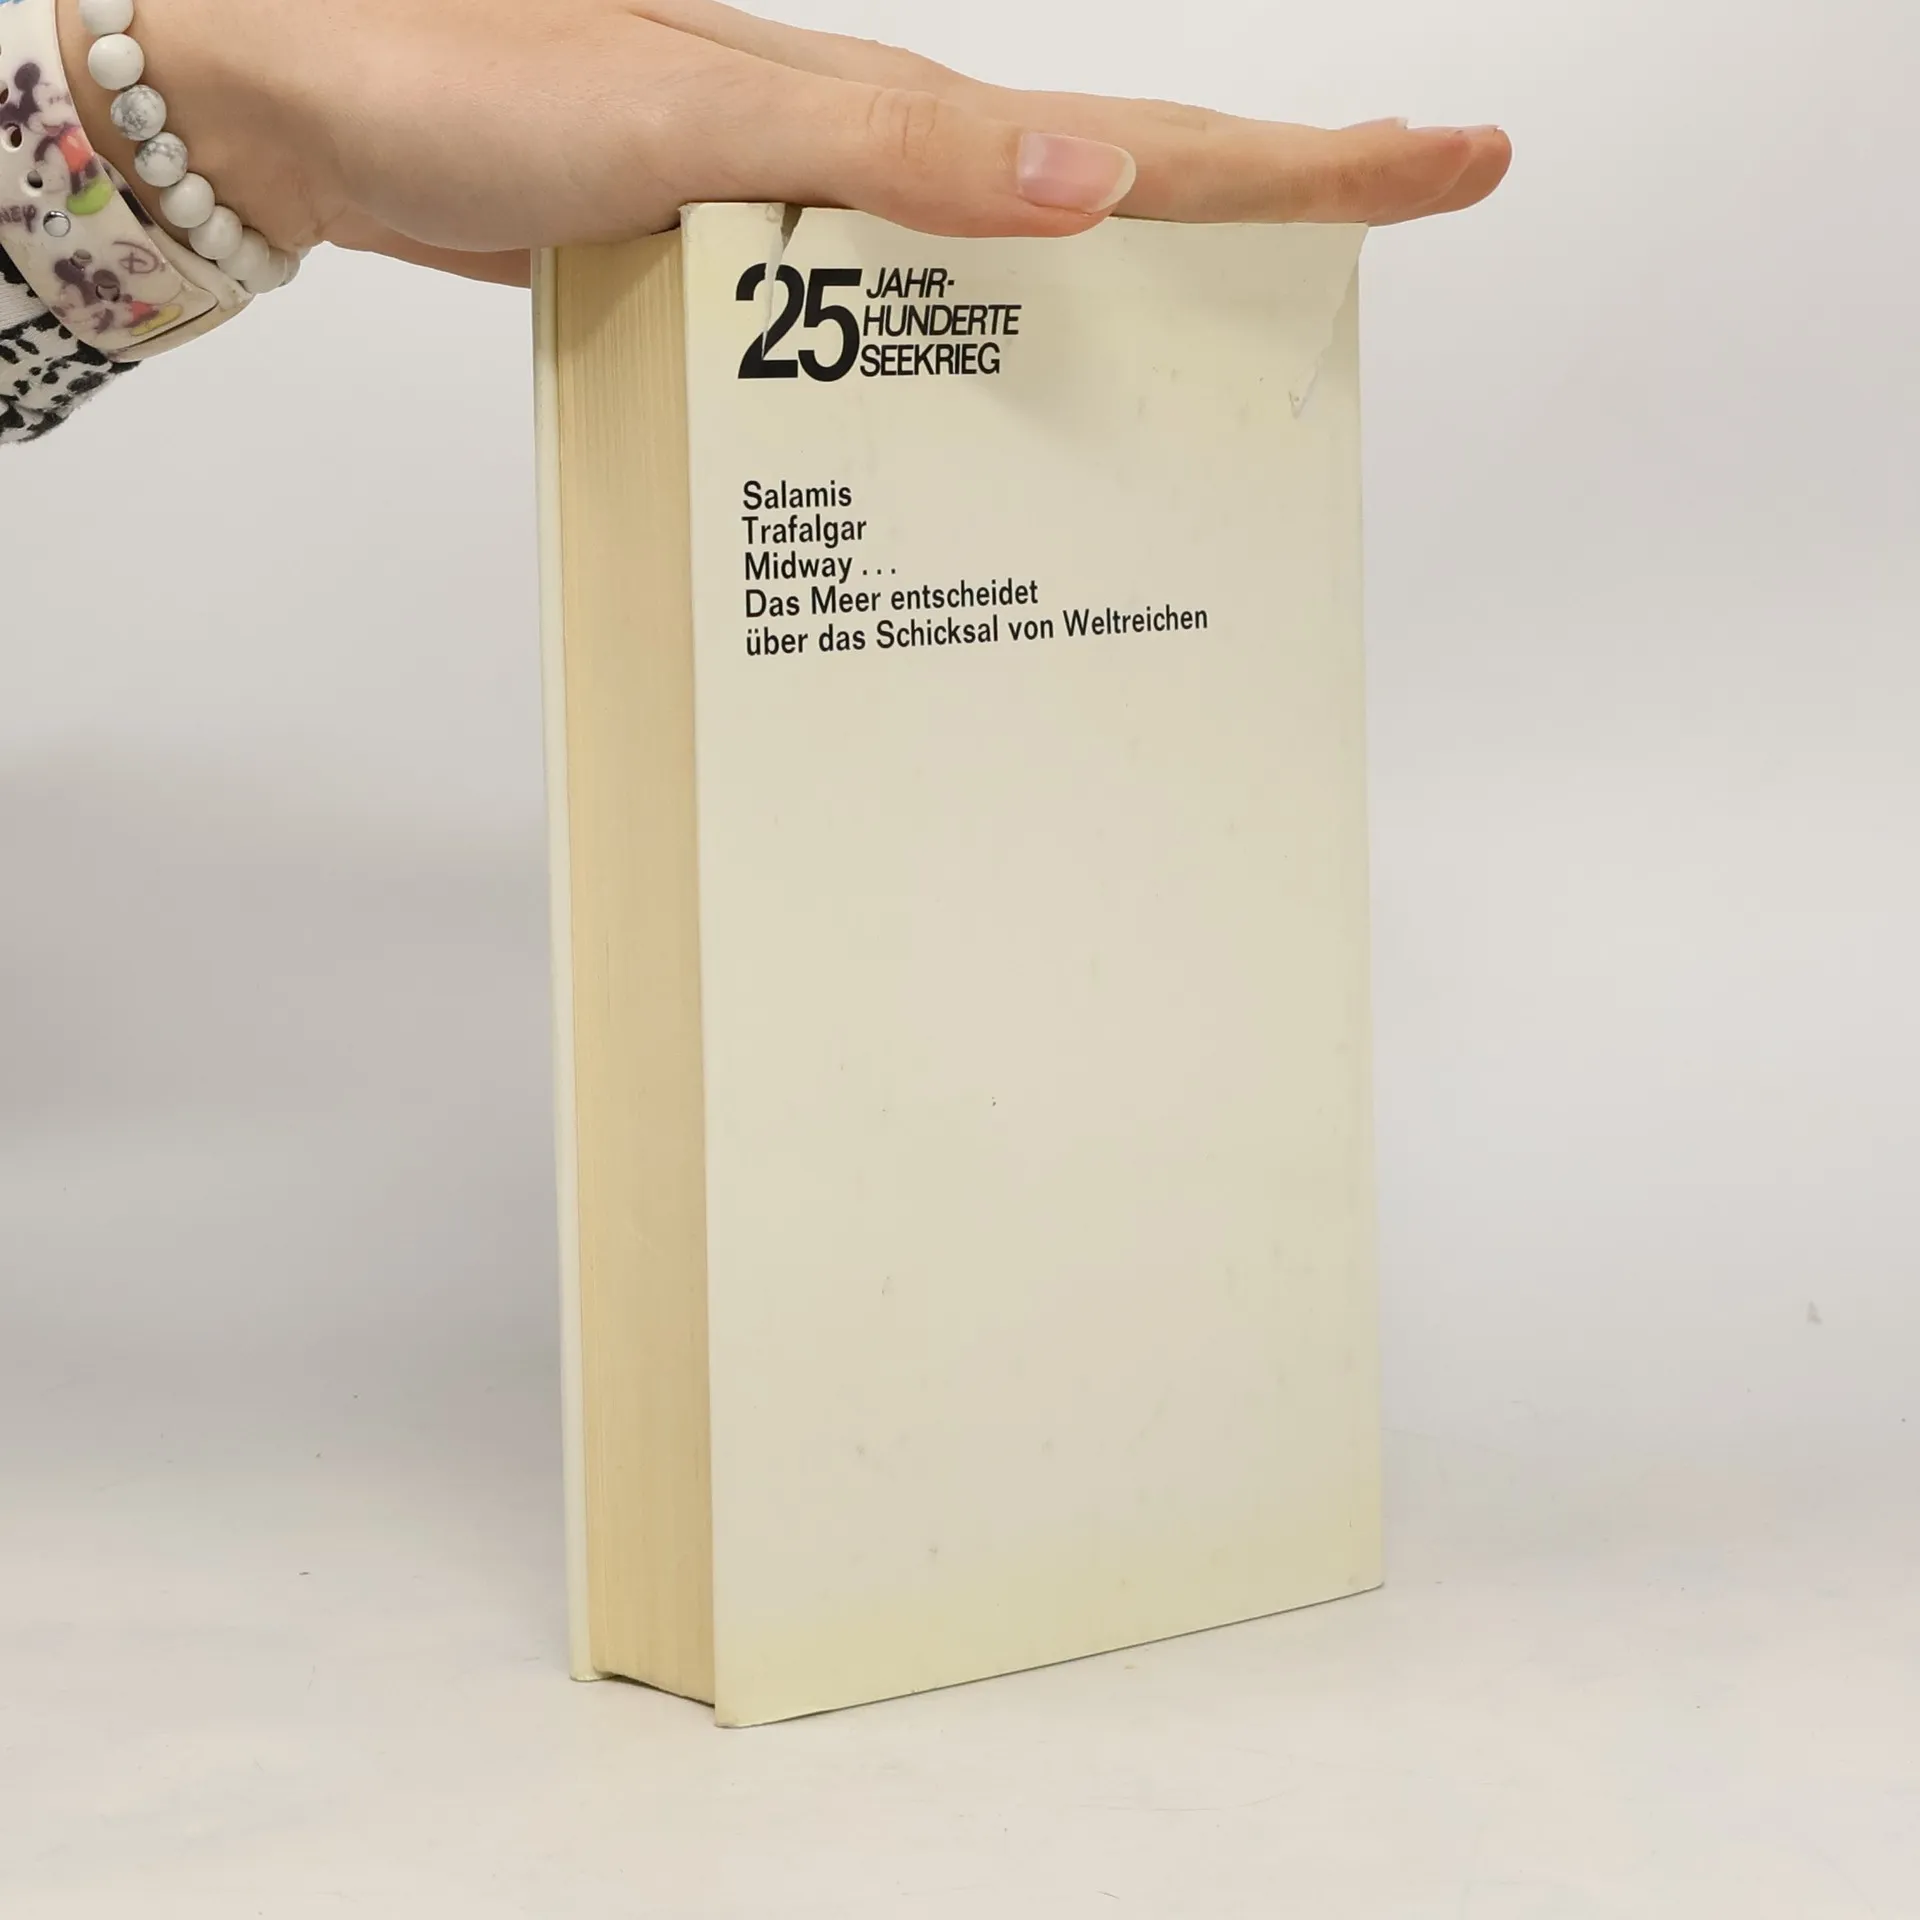 25 JAHR-
HUNDERTE
SEEKRIEG
Salamis
Trafalgar
Midway . . .
Das Meer entscheidet
über das Schicksal von Weltreichen